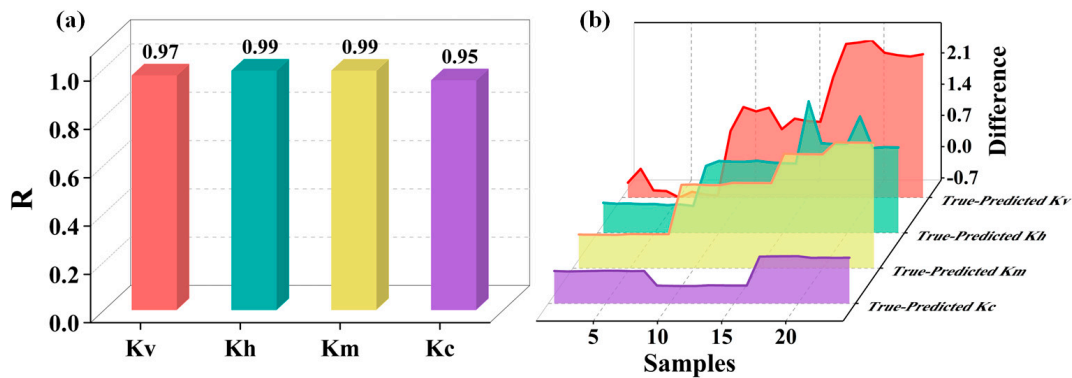 (a)
0.97
0.99
0.99
0.95
R
1.0
0.8
0.6
0.4
0.2
0.0
Kv
Kh
Km
Kc
(b)
2.1
1.4
0.7
0.0
-0.7
Difference
True-Predicted Kv
True-Predicted Kh
True-Predicted Km
True-Predicted Kc
5
10
15
20
Samples